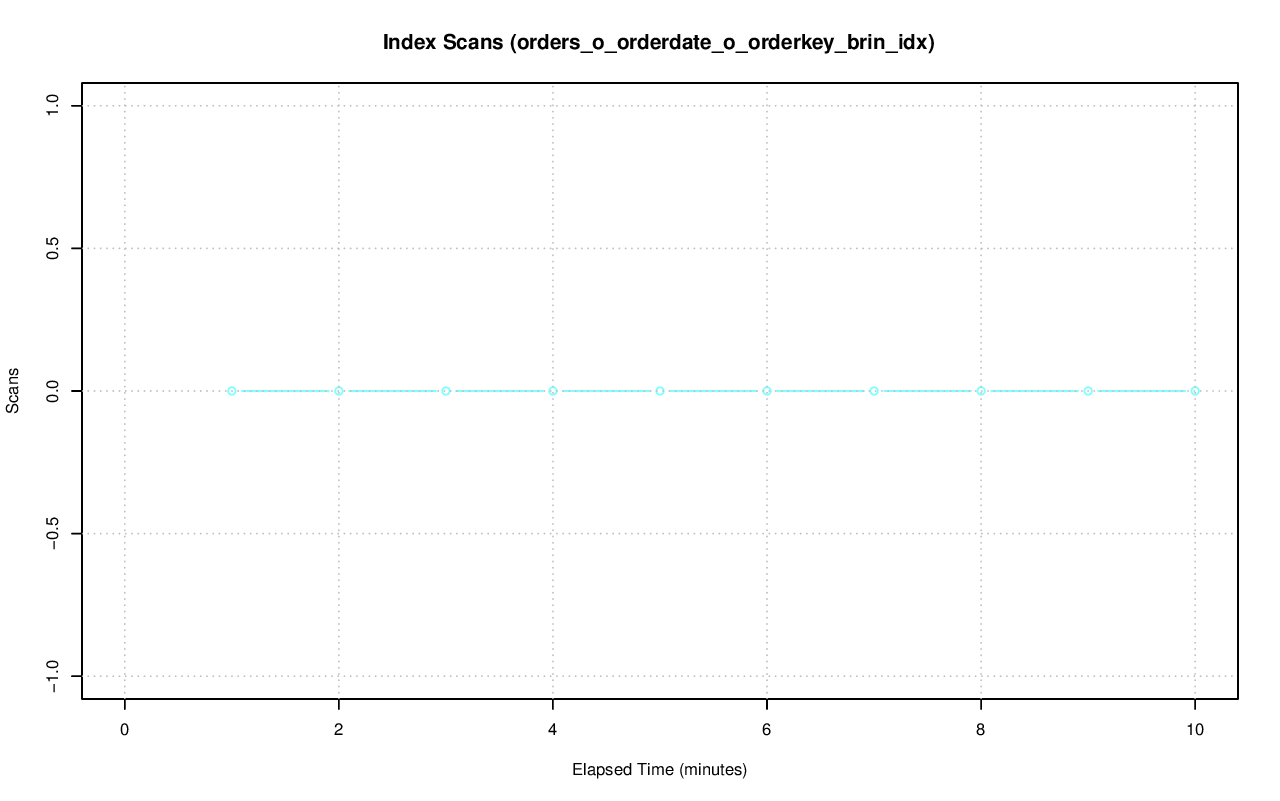 Index Scans (orders_o_orderdate_o_orderkey_brin_idx)
1.0
0.5
0.0
−0.5
−1.0
Scans
0 2 4 6 8 10
Elapsed Time (minutes)